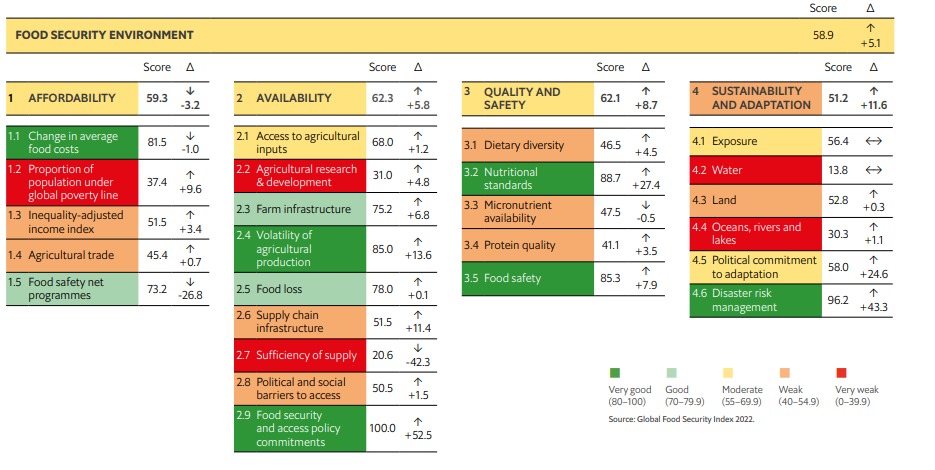 Score Δ
FOOD SECURITY ENVIRONMENT 58.9 ↑ +5.1
Score Δ
1 AFFORDABILITY 59.3 ↓ -3.2
1.1 Change in average
food costs 81.5 ↓ -1.0
1.2 Proportion of
population under
global poverty line 37.4 ↑ +9.6
1.3 Inequality-adjusted
income index 51.5 ↑ +3.4
1.4 Agricultural trade 45.4 ↑ +0.7
1.5 Food safety net
programmes 73.2 ↓ -26.8
Score Δ
2 AVAILABILITY 62.3 ↑ +5.8
2.1 Access to agricultural
inputs 68.0 ↑ +1.2
2.2 Agricultural research
& development 31.0 ↑ +4.8
2.3 Farm infrastructure 75.2 ↑ +6.8
2.4 Volatility of
agricultural
production 85.0 ↑ +13.6
2.5 Food loss 78.0 ↑ +0.1
2.6 Supply chain
infrastructure 51.5 ↑ +11.4
2.7 Sufficiency of supply 20.6 ↓ -42.3
2.8 Political and social
barriers to access 50.5 ↑ +1.5
2.9 Food security
and access policy
commitments 100.0 ↑ +52.5
Score Δ
3 QUALITY AND
SAFETY 62.1 ↑ +8.7
3.1 Dietary diversity 46.5 ↑ +4.5
3.2 Nutritional
standards 88.7 ↑ +27.4
3.3 Micronutrient
availability 47.5 ↓ -0.5
3.4 Protein quality 41.1 ↑ +3.5
3.5 Food safety 85.3 ↑ +7.9
Score Δ
4 SUSTAINABILITY
AND ADAPTATION 51.2 ↑ +11.6
4.1 Exposure 56.4 ↔
4.2 Water 13.8 ↔
4.3 Land 52.8 ↑ +0.3
4.4 Oceans, rivers and
lakes 30.3 ↑ +1.1
4.5 Political commitment
to adaptation 58.0 ↑ +24.6
4.6 Disaster risk
management 96.2 ↑ +43.3
Very good Good Moderate Weak Very weak
(80–100) (70–79.9) (55–69.9) (40–54.9) (0–39.9)
Source: Global Food Security Index 2022.